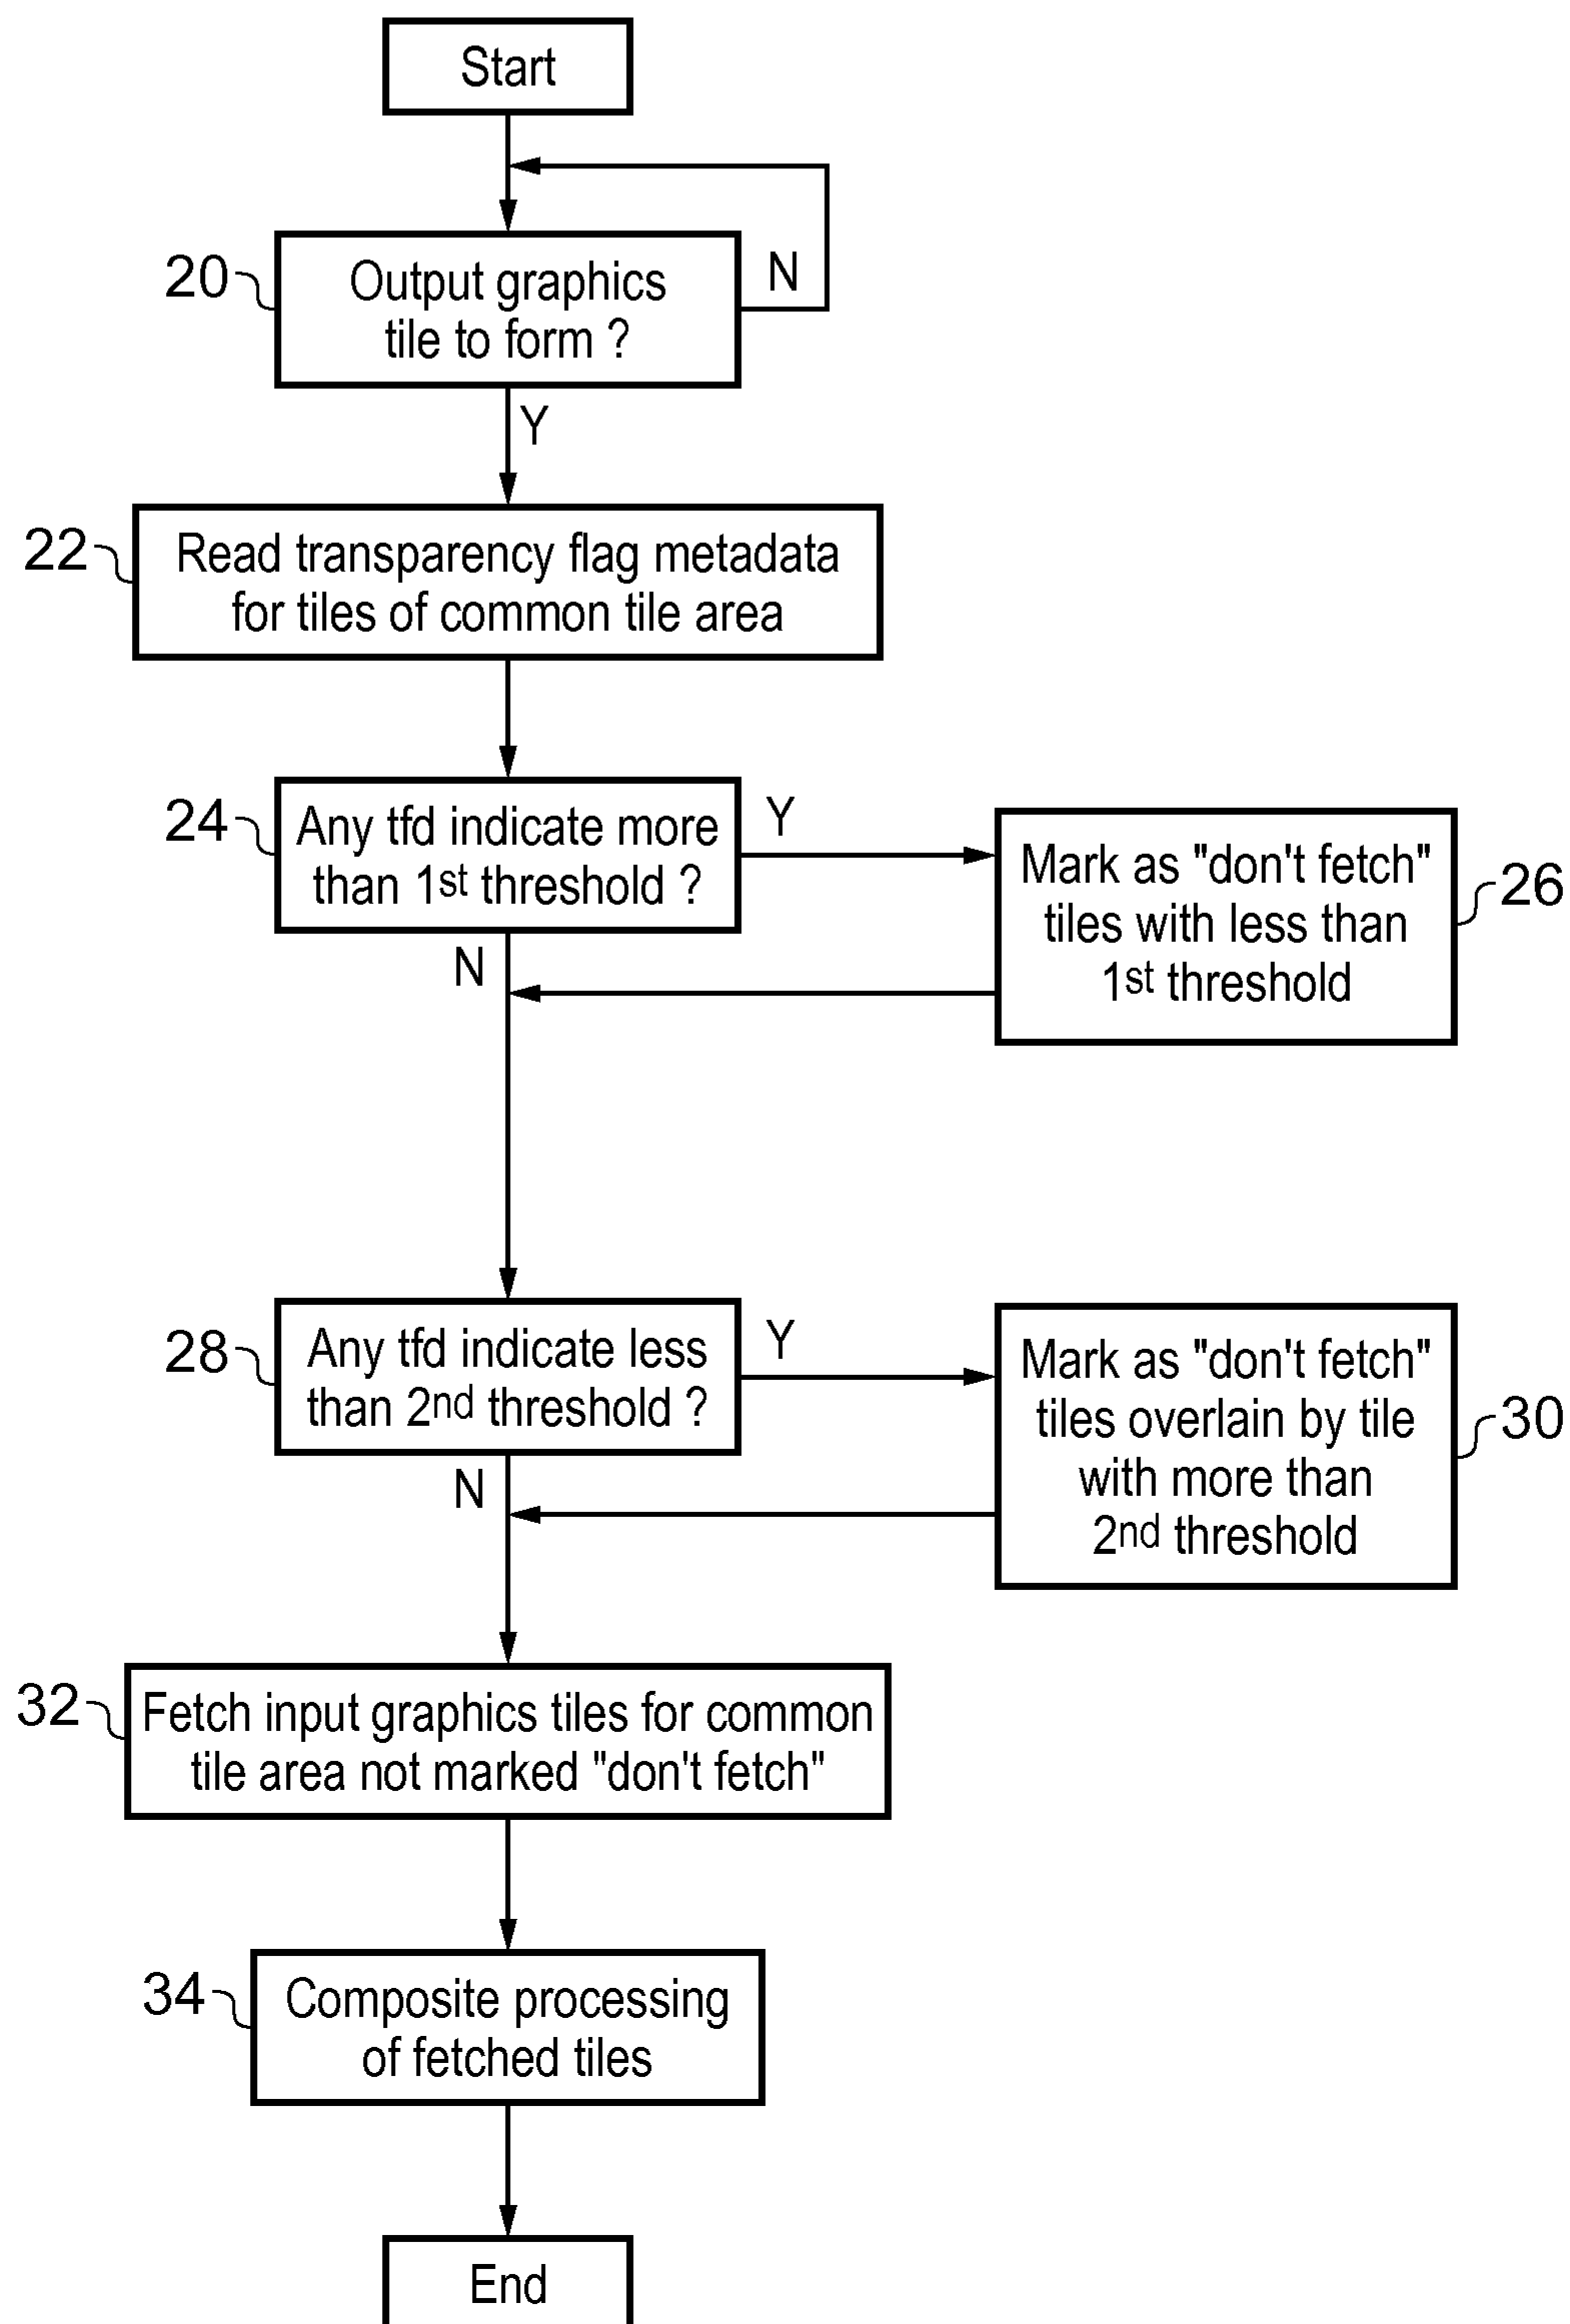 Start
20
Output graphics
tile to form ?
N
Y
22
Read transparency flag metadata
for tiles of common tile area
24
Any tfd indicate more
than 1st threshold ?
Y
N
Mark as "don't fetch"
tiles with less than
1st threshold
26
28
Any tfd indicate less
than 2nd threshold ?
Y
N
Mark as "don't fetch"
tiles overlain by tile
with more than
2nd threshold
30
32
Fetch input graphics tiles for common
tile area not marked "don't fetch"
34
Composite processing
of fetched tiles
End